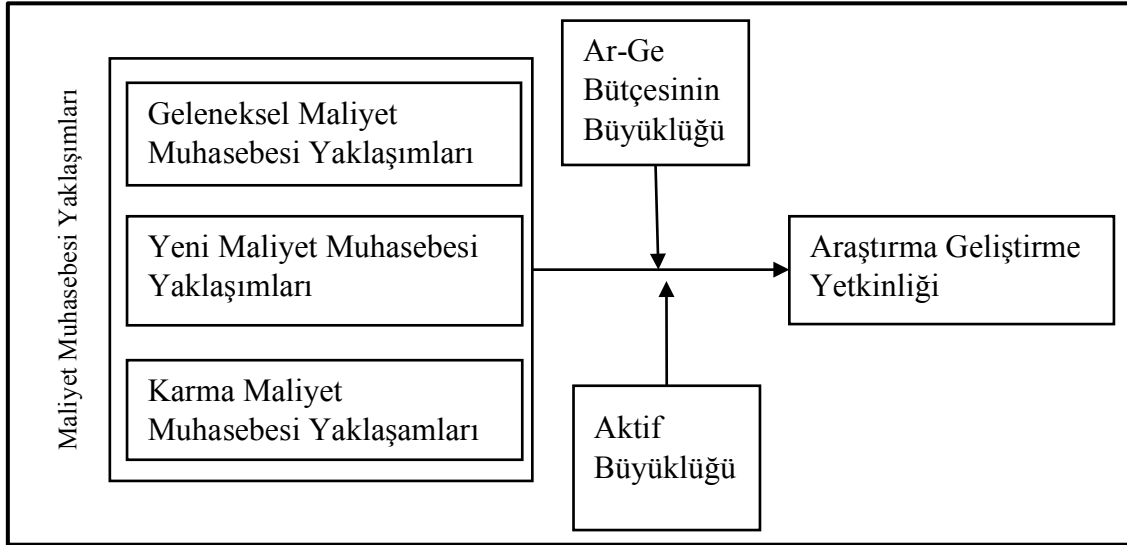 Maliyet Muhasebesi Yaklaşımları
Geleneksel Maliyet
Muhasebesi Yaklaşımları
Yeni Maliyet Muhasebesi
Yaklaşımları
Karma Maliyet
Muhasebesi Yaklaşamları
Ar-Ge
Bütçesinin
Büyüklüğü
Aktif
Büyüklüğü
Araştırma Geliştirme
Yetkinliği